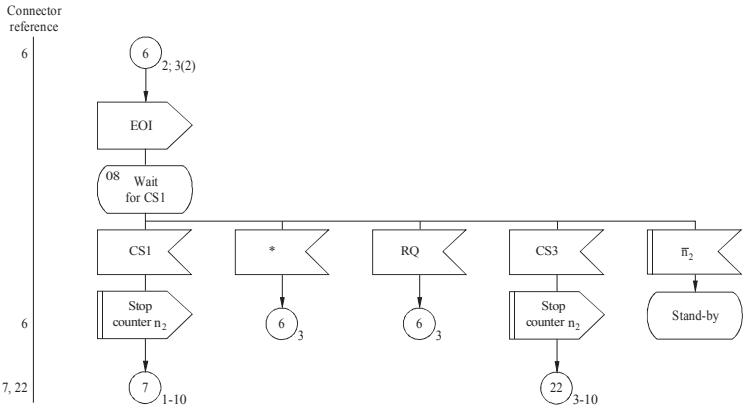 Connector
reference
6
6
2; 3(2)
EOI
08
Wait
for CS1
CS1
*
RQ
CS3
n̅₂
Stop
counter n₂
6
3
6
3
Stop
counter n₂
Stand-by
6
7, 22
7
1-10
22
3-10